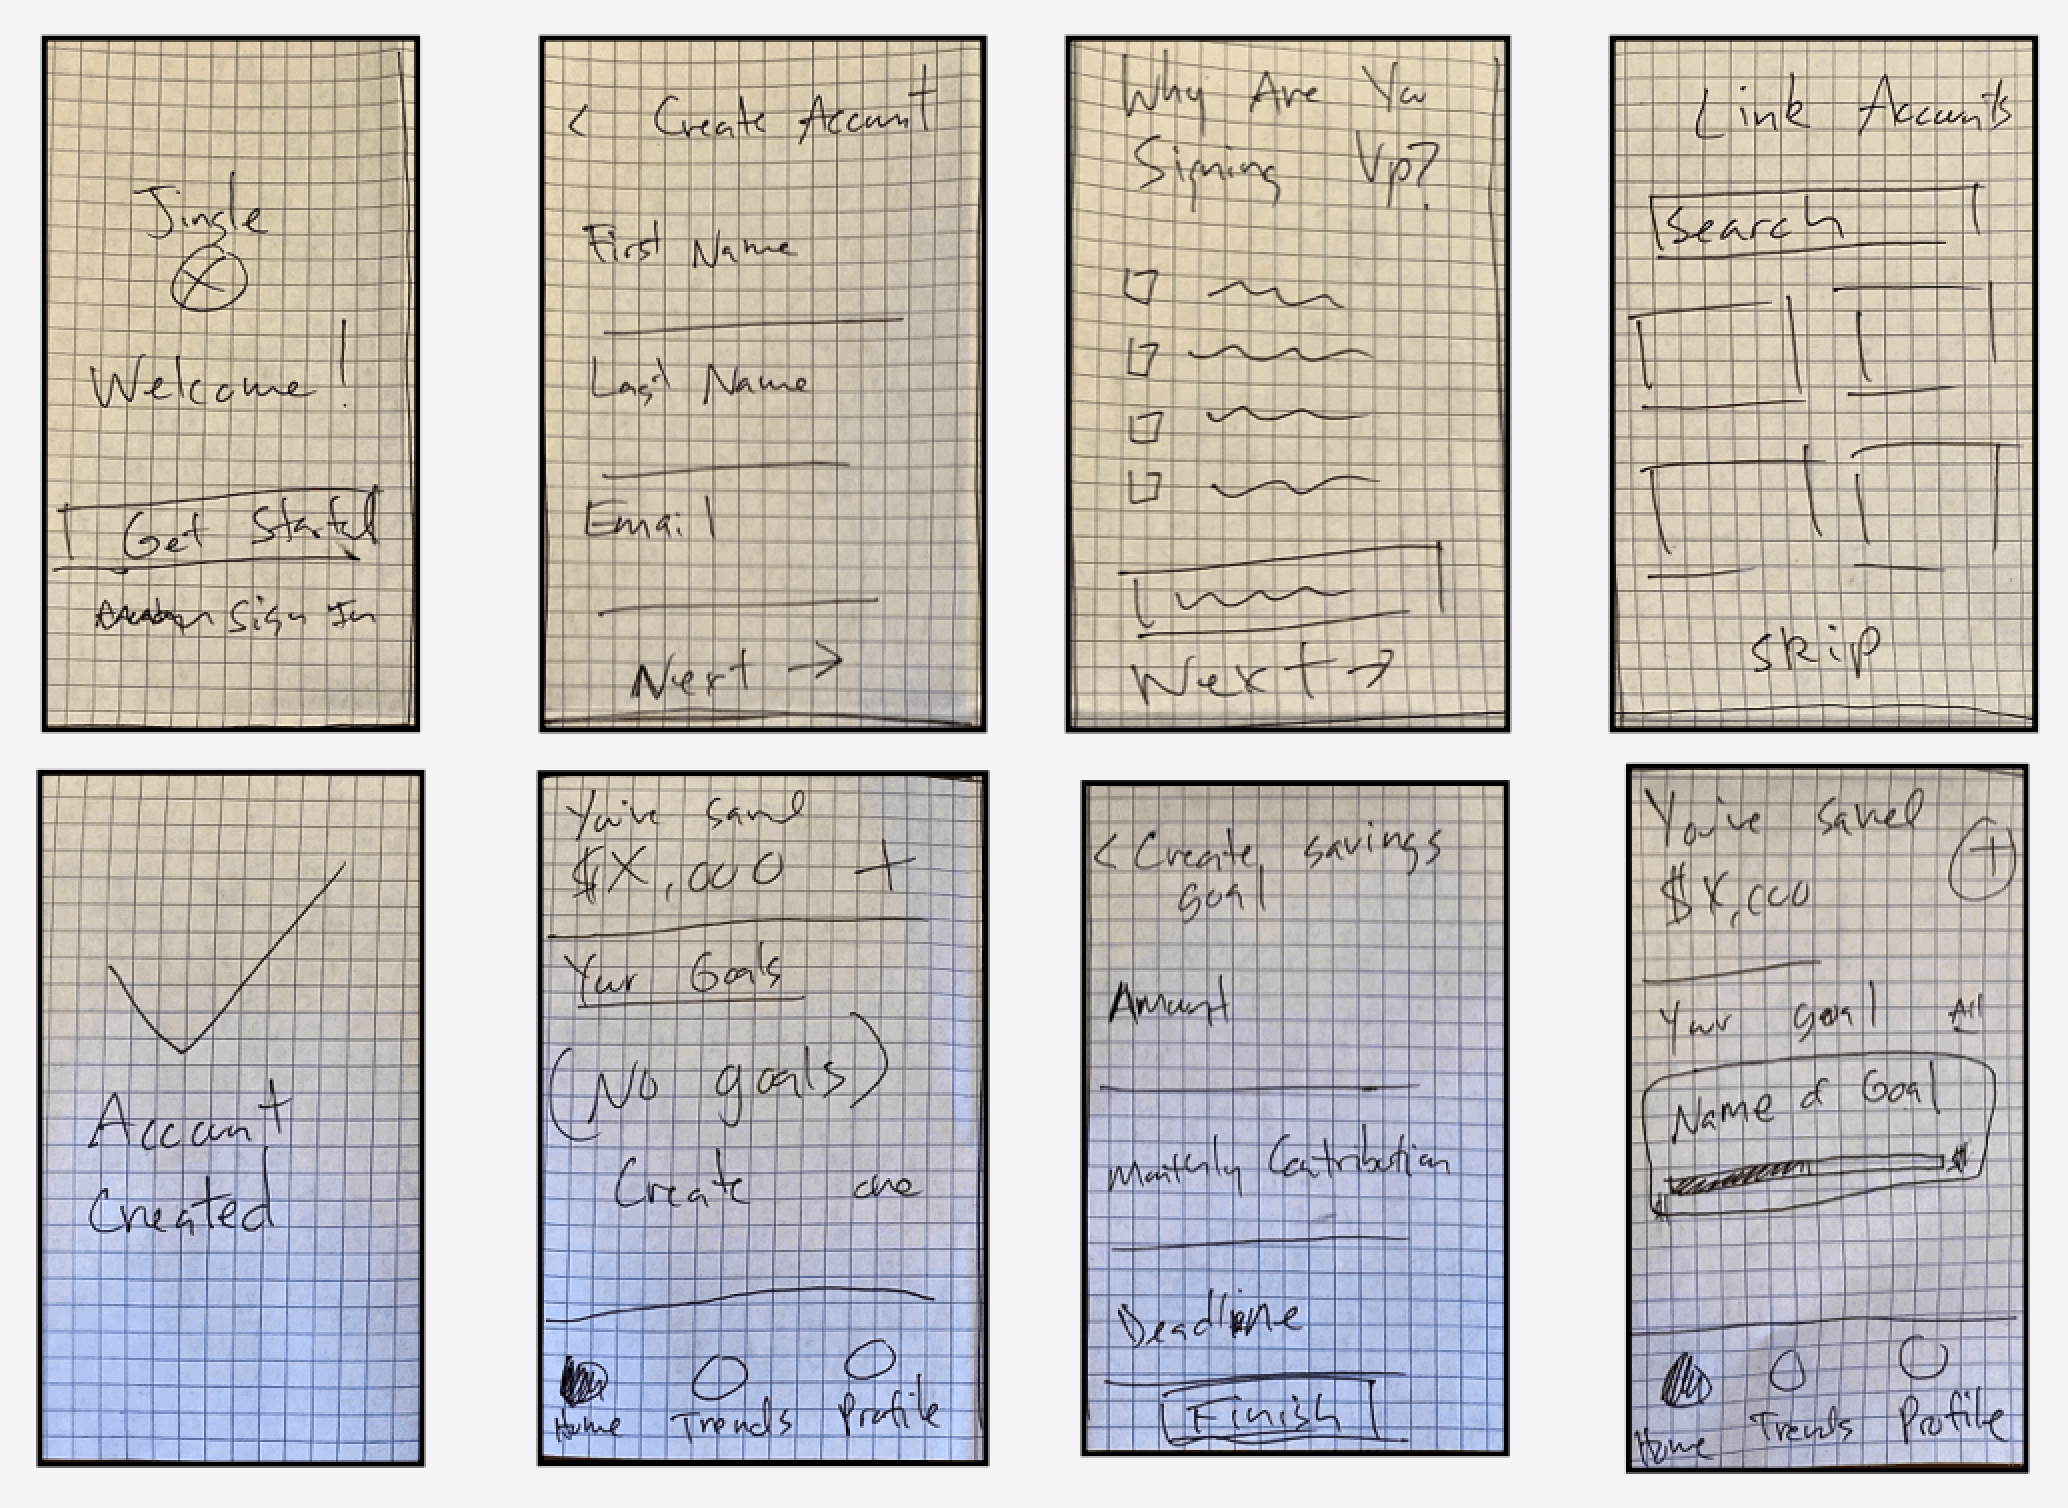 Jingle
Welcome!
Get Started
Sign In
< Create Account
First Name
Last Name
Email
Next →
Why Are You
Signing Up?
Next →
Link Accounts
Search
skip
Account
Created
You've saved
$X,000 +
Your Goals
(No goals)
Create one
Home Trends Profile
< Create savings
goal
Amount
Monthly Contribution
Deadline
Finish
You've saved
$X,000 +
Your goal All
Name of Goal
$ $
Home Trends Profile